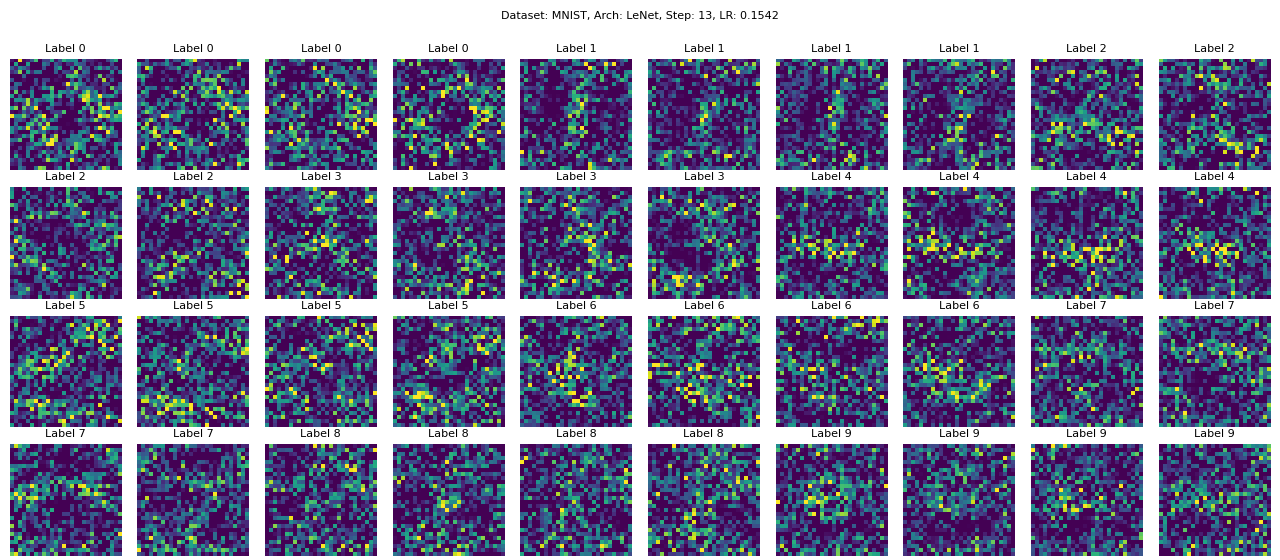 Dataset: MNIST, Arch: LeNet, Step: 13, LR: 0.1542
Label 0 Label 0 Label 0 Label 0 Label 1 Label 1 Label 1 Label 1 Label 2 Label 2
Label 2 Label 2 Label 3 Label 3 Label 3 Label 3 Label 4 Label 4 Label 4 Label 4
Label 5 Label 5 Label 5 Label 5 Label 6 Label 6 Label 6 Label 6 Label 7 Label 7
Label 7 Label 7 Label 8 Label 8 Label 8 Label 8 Label 9 Label 9 Label 9 Label 9